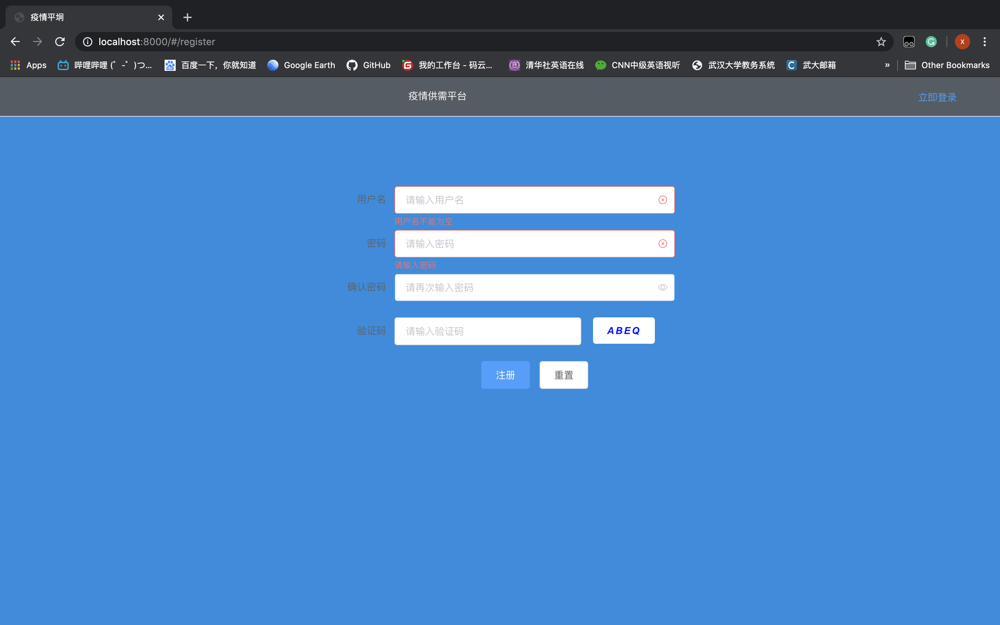 疫情平坰
localhost:8000/#/register
X
Apps
哔哩哔哩 (゜-゜)つ...
百度一下，你就知道
Google Earth
GitHub
我的工作台 - 码云...
清华社英语在线
CNN中级英语视听
武汉大学教务系统
武大邮箱
»
Other Bookmarks
疫情供需平台
立即登录
用户名
请输入用户名
用户名不能为空
密码
请输入密码
请输入密码
确认密码
请再次输入密码
验证码
请输入验证码
ABEQ
注册
重置